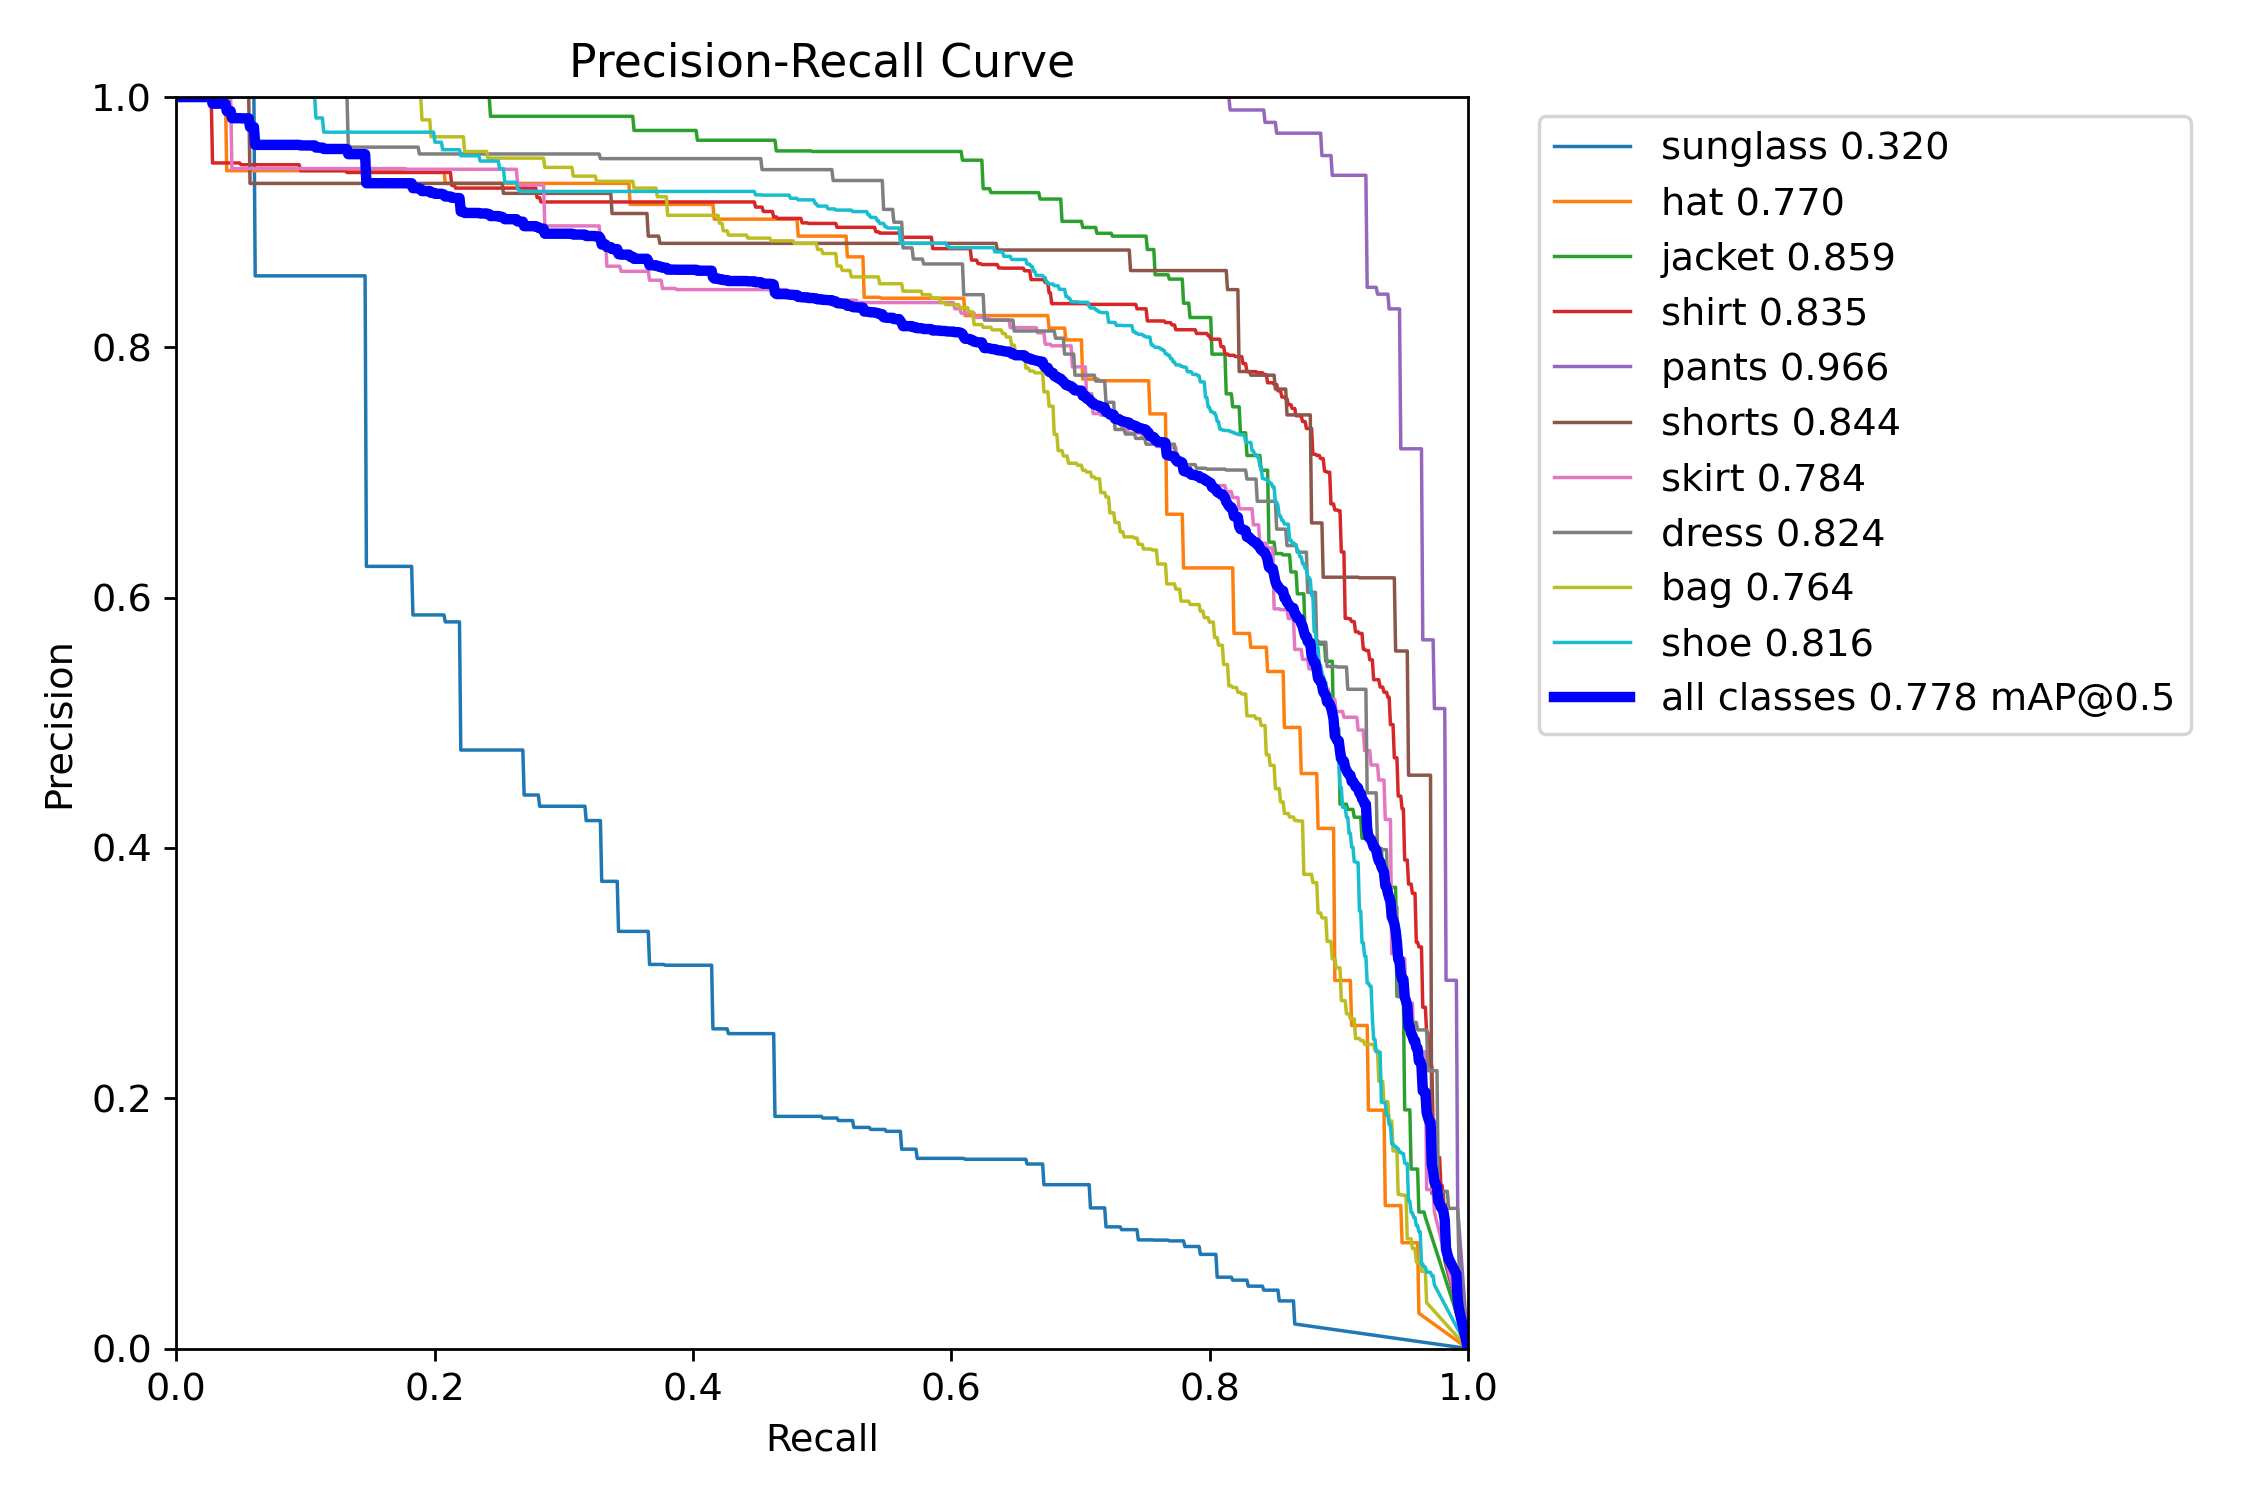 Precision-Recall Curve
1.0
0.8
0.6
0.4
0.2
0.0
Precision
0.0 0.2 0.4 0.6 0.8 1.0
Recall
sunglass 0.320
hat 0.770
jacket 0.859
shirt 0.835
pants 0.966
shorts 0.844
skirt 0.784
dress 0.824
bag 0.764
shoe 0.816
all classes 0.778 mAP@0.5